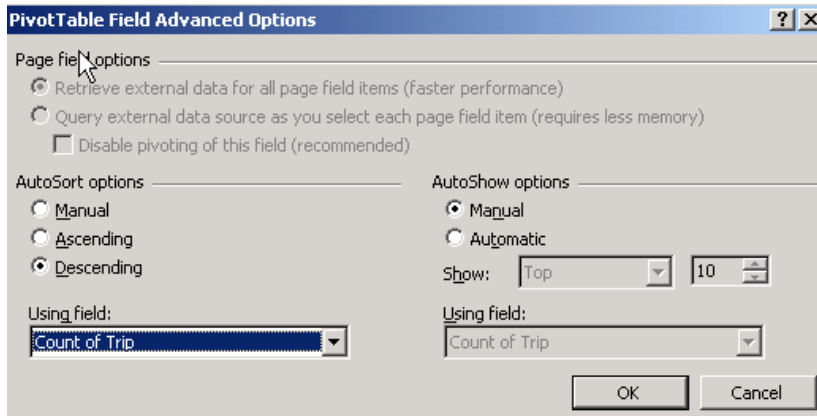 PivotTable Field Advanced Options
Page field options
Retrieve external data for all page field items (faster performance)
Query external data source as you select each page field item (requires less memory)
Disable pivoting of this field (recommended)
AutoSort options
Manual
Ascending
Descending
Using field:
Count of Trip
AutoShow options
Manual
Automatic
Show: Top 10
Using field:
Count of Trip
OK Cancel